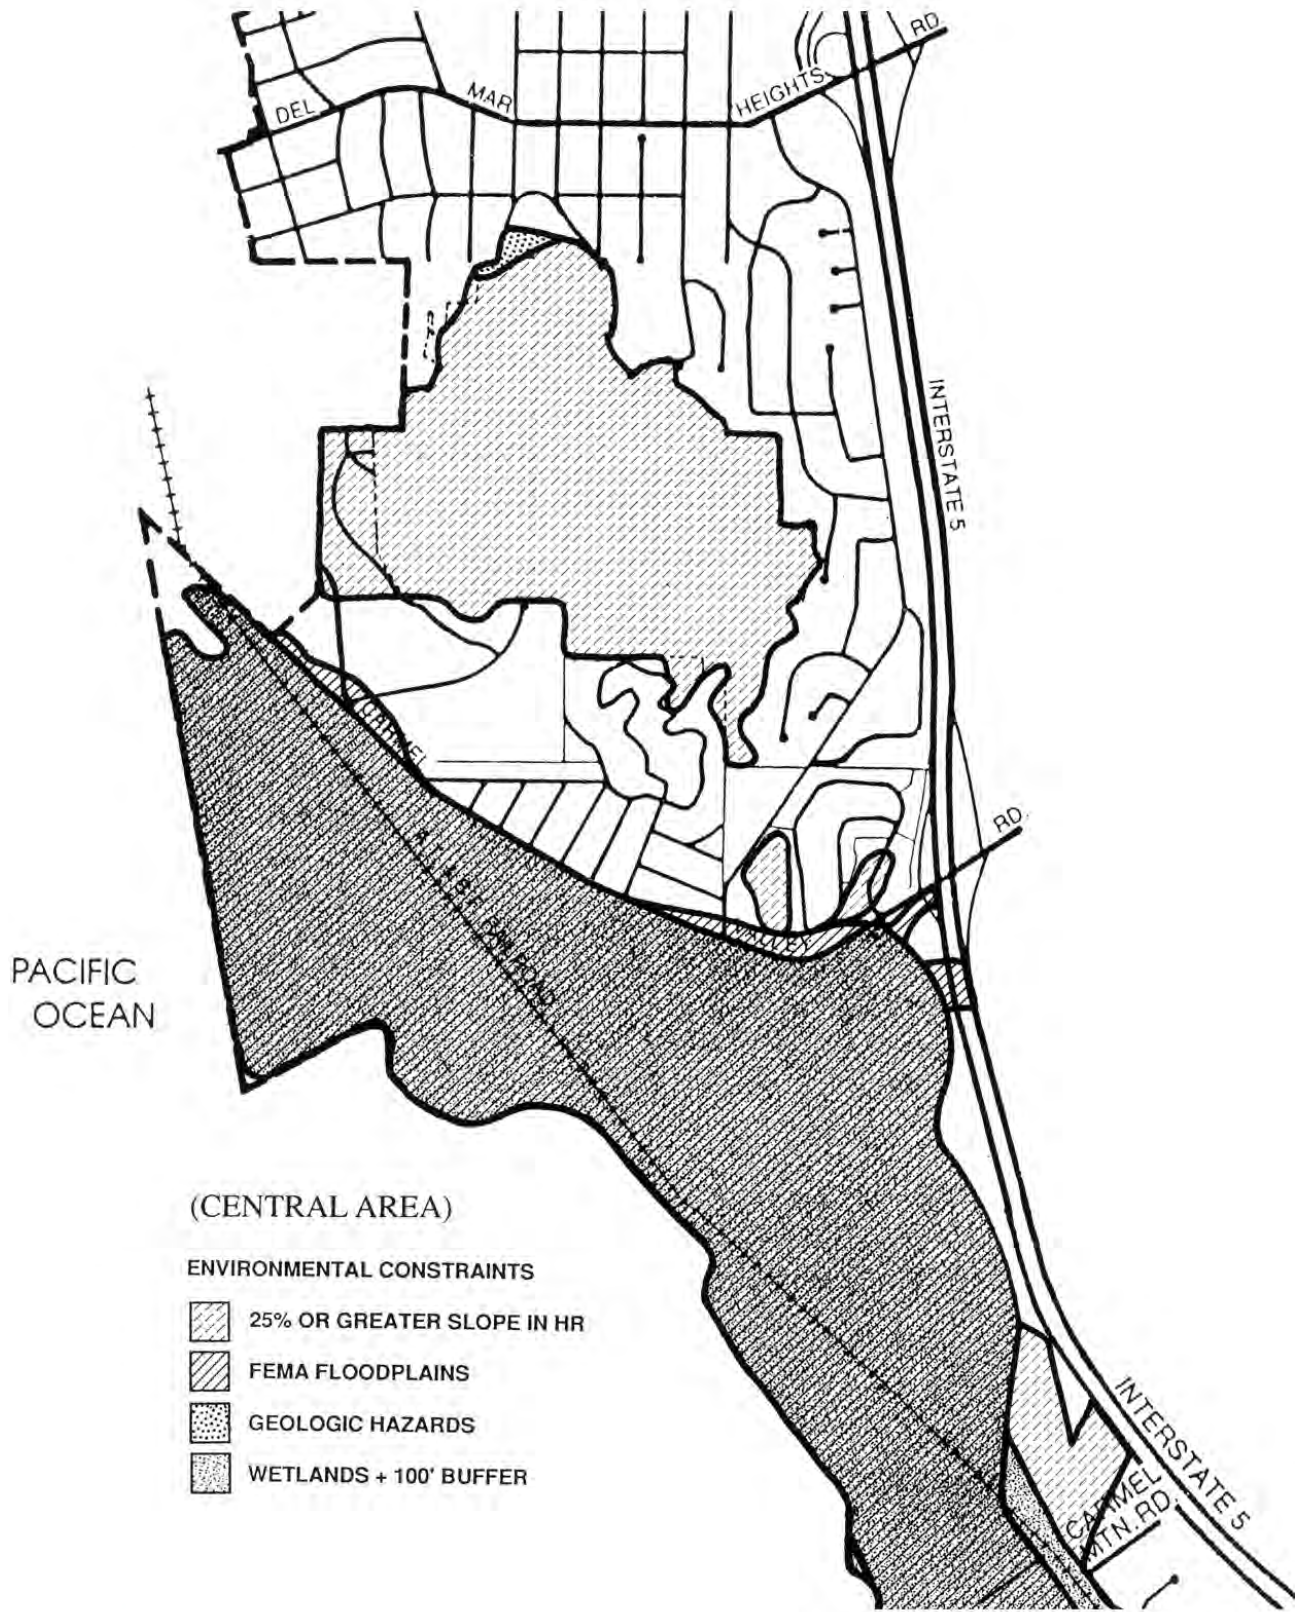 RD
DEL
MAR
HEIGHTS
INTERSTATE 5
RD.
PACIFIC
OCEAN
RAILROAD
(CENTRAL AREA)
ENVIRONMENTAL CONSTRAINTS
25% OR GREATER SLOPE IN HR
FEMA FLOODPLAINS
GEOLOGIC HAZARDS
WETLANDS + 100' BUFFER
INTERSTATE 5
CARMEL
MTN. RD